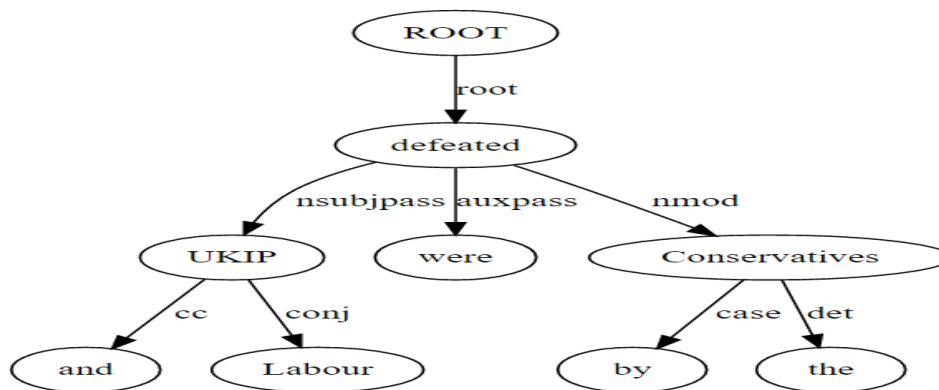 ROOT
root
defeated
nsubjpass auxpass nmod
UKIP were Conservatives
cc conj case det
and Labour by the